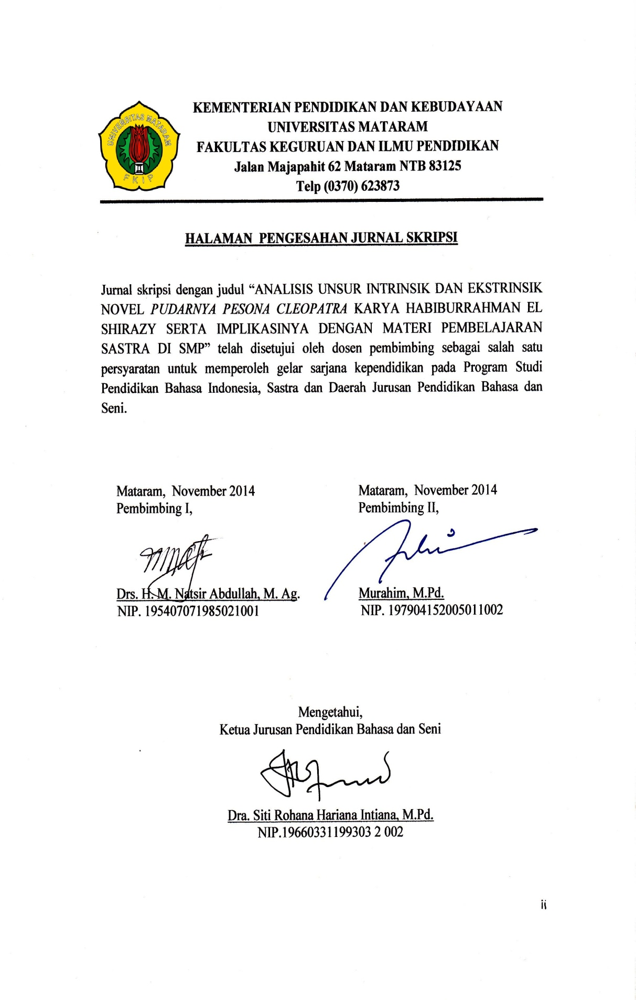 UNIVERSITAS MATARAM
FKIP
KEMENTERIAN PENDIDIKAN DAN KEBUDAYAAN
UNIVERSITAS MATARAM
FAKULTAS KEGURUAN DAN ILMU PENDIDIKAN
Jalan Majapahit 62 Mataram NTB 83125
Telp (0370) 623873
HALAMAN PENGESAHAN JURNAL SKRIPSI
Jurnal skripsi dengan judul “ANALISIS UNSUR INTRINSIK DAN EKSTRINSIK
NOVEL PUDARNYA PESONA CLEOPATRA KARYA HABIBURRAHMAN EL
SHIRAZY SERTA IMPLIKASINYA DENGAN MATERI PEMBELAJARAN
SASTRA DI SMP” telah disetujui oleh dosen pembimbing sebagai salah satu
persyaratan untuk memperoleh gelar sarjana kependidikan pada Program Studi
Pendidikan Bahasa Indonesia, Sastra dan Daerah Jurusan Pendidikan Bahasa dan
Seni.
Mataram, November 2014
Pembimbing I,
Drs. H. M. Natsir Abdullah, M. Ag.
NIP. 195407071985021001
Mataram, November 2014
Pembimbing II,
Murahim, M.Pd.
NIP. 197904152005011002
Mengetahui,
Ketua Jurusan Pendidikan Bahasa dan Seni
Dra. Siti Rohana Hariana Intiana, M.Pd.
NIP.19660331199303 2 002
ii